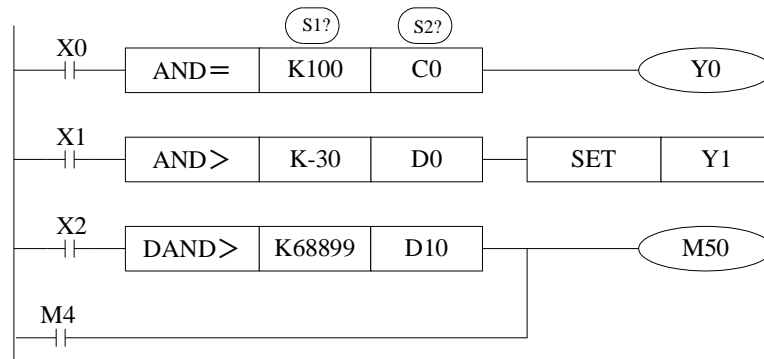 S1? S2?
X0
AND= K100 C0 Y0
X1
AND> K-30 D0 SET Y1
X2
DAND> K68899 D10 M50
M4